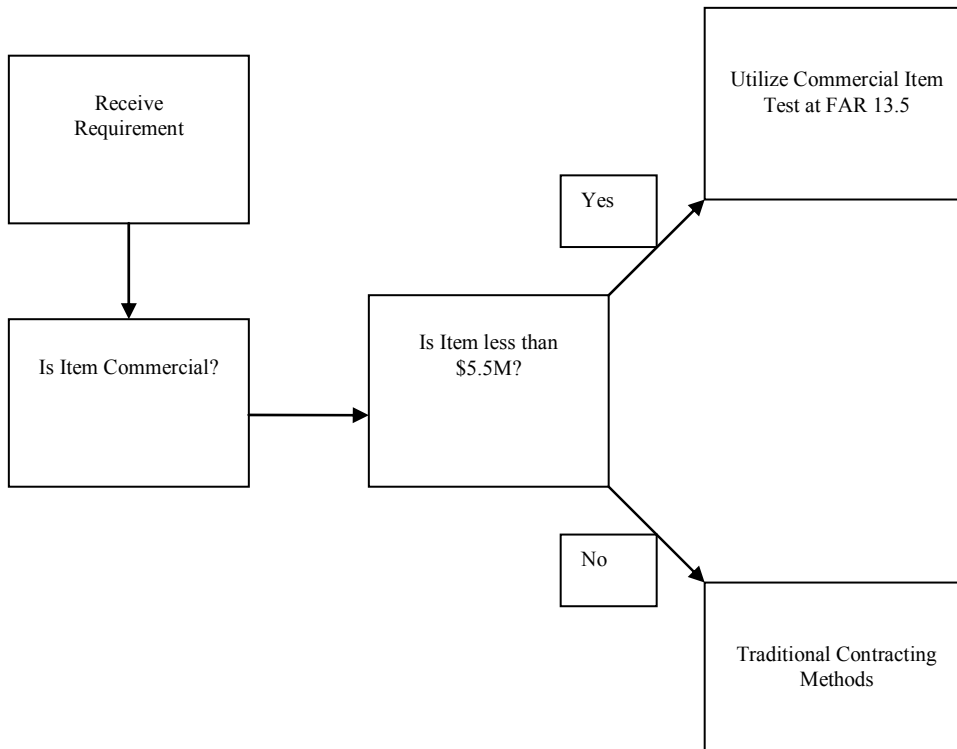 Receive
Requirement
Is Item Commercial?
Is Item less than
$5.5M?
Yes
Utilize Commercial Item
Test at FAR 13.5
No
Traditional Contracting
Methods